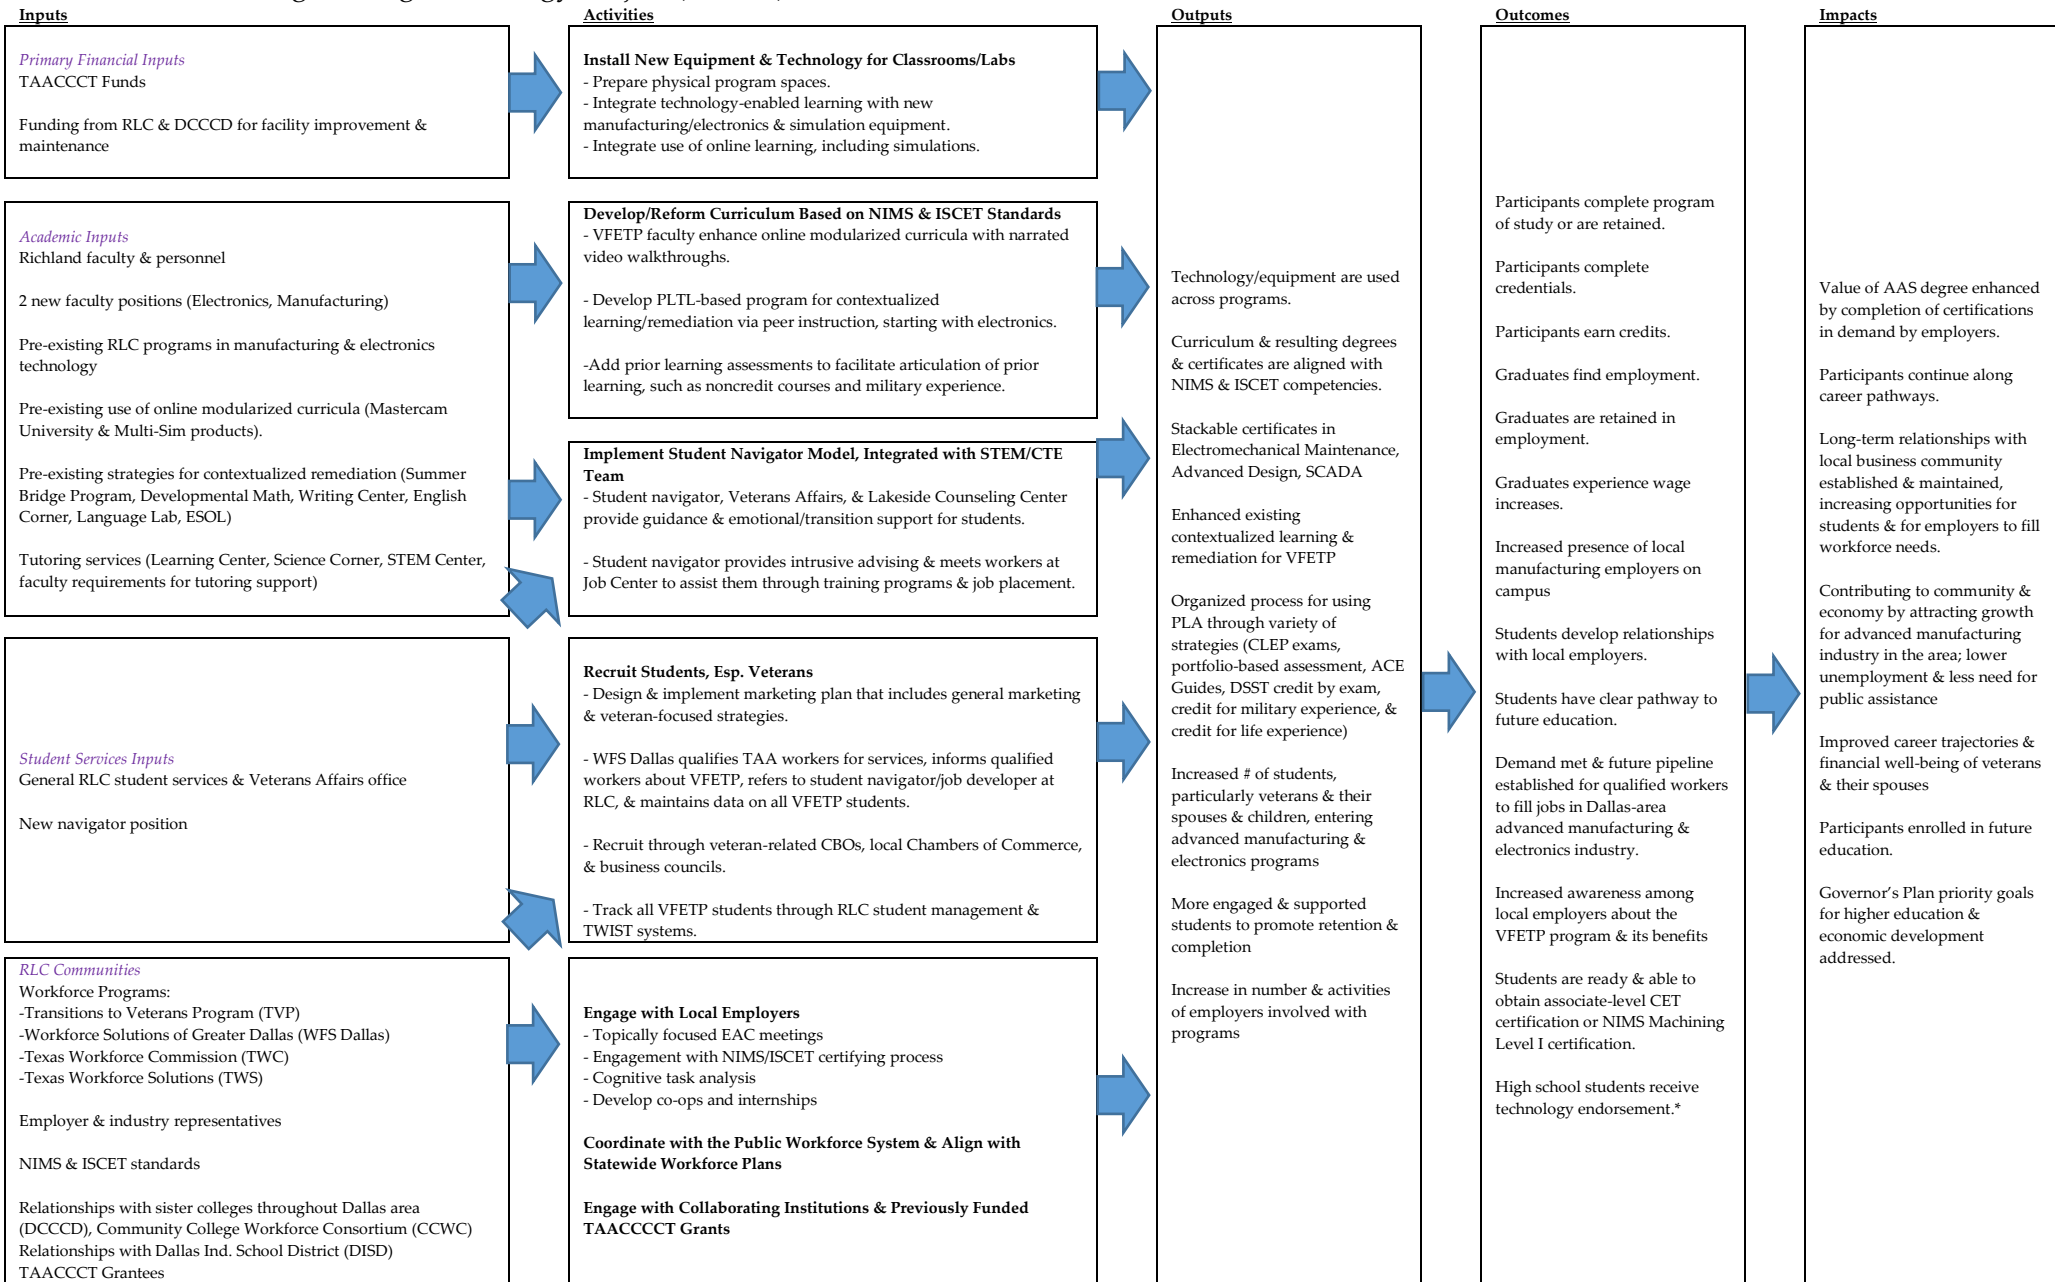 Inputs
Primary Financial Inputs
TAACCCT Funds
Funding from RLC & DCCCD for facility improvement &
maintenance
Academic Inputs
Richland faculty & personnel
2 new faculty positions (Electronics, Manufacturing)
Pre-existing RLC programs in manufacturing & electronics
technology
Pre-existing use of online modularized curricula (Mastercam
University & Multi-Sim products).
Pre-existing strategies for contextualized remediation (Summer
Bridge Program, Developmental Math, Writing Center, English
Corner, Language Lab, ESOL)
Tutoring services (Learning Center, Science Corner, STEM Center,
faculty requirements for tutoring support)
Student Services Inputs
General RLC student services & Veterans Affairs office
New navigator position
RLC Communities
Workforce Programs:
-Transitions to Veterans Program (TVP)
-Workforce Solutions of Greater Dallas (WFS Dallas)
-Texas Workforce Commission (TWC)
-Texas Workforce Solutions (TWS)
Employer & industry representatives
NIMS & ISCET standards
Relationships with sister colleges throughout Dallas area
(DCCCD), Community College Workforce Consortium (CCWC)
Relationships with Dallas Ind. School District (DISD)
TAACCCT Grantees
Activities
Install New Equipment & Technology for Classrooms/Labs
- Prepare physical program spaces.
- Integrate technology-enabled learning with new
manufacturing/electronics & simulation equipment.
- Integrate use of online learning, including simulations.
Develop/Reform Curriculum Based on NIMS & ISCET Standards
- VFETP faculty enhance online modularized curricula with narrated
video walkthroughs.
- Develop PLTL-based program for contextualized
learning/remediation via peer instruction, starting with electronics.
-Add prior learning assessments to facilitate articulation of prior
learning, such as noncredit courses and military experience.
Implement Student Navigator Model, Integrated with STEM/CTE
Team
- Student navigator, Veterans Affairs, & Lakeside Counseling Center
provide guidance & emotional/transition support for students.
- Student navigator provides intrusive advising & meets workers at
Job Center to assist them through training programs & job placement.
Recruit Students, Esp. Veterans
- Design & implement marketing plan that includes general marketing
& veteran-focused strategies.
- WFS Dallas qualifies TAA workers for services, informs qualified
workers about VFETP, refers to student navigator/job developer at
RLC, & maintains data on all VFETP students.
- Recruit through veteran-related CBOs, local Chambers of Commerce,
& business councils.
- Track all VFETP students through RLC student management &
TWIST systems.
Engage with Local Employers
- Topically focused EAC meetings
- Engagement with NIMS/ISCET certifying process
- Cognitive task analysis
- Develop co-ops and internships
Coordinate with the Public Workforce System & Align with
Statewide Workforce Plans
Engage with Collaborating Institutions & Previously Funded
TAACCCCT Grants
Outputs
Technology/equipment are used
across programs.
Curriculum & resulting degrees
& certificates are aligned with
NIMS & ISCET competencies.
Stackable certificates in
Electromechanical Maintenance,
Advanced Design, SCADA
Enhanced existing
contextualized learning &
remediation for VFETP
Organized process for using
PLA through variety of
strategies (CLEP exams,
portfolio-based assessment, ACE
Guides, DSST credit by exam,
credit for military experience, &
credit for life experience)
Increased # of students,
particularly veterans & their
spouses & children, entering
advanced manufacturing &
electronics programs
More engaged & supported
students to promote retention &
completion
Increase in number & activities
of employers involved with
programs
Outcomes
Participants complete program
of study or are retained.
Participants complete
credentials.
Participants earn credits.
Graduates find employment.
Graduates are retained in
employment.
Graduates experience wage
increases.
Increased presence of local
manufacturing employers on
campus
Students develop relationships
with local employers.
Students have clear pathway to
future education.
Demand met & future pipeline
established for qualified workers
to fill jobs in Dallas-area
advanced manufacturing &
electronics industry.
Increased awareness among
local employers about the
VFETP program & its benefits
Students are ready & able to
obtain associate-level CET
certification or NIMS Machining
Level I certification.
High school students receive
technology endorsement.*
Impacts
Value of AAS degree enhanced
by completion of certifications
in demand by employers.
Participants continue along
career pathways.
Long-term relationships with
local business community
established & maintained,
increasing opportunities for
students & for employers to fill
workforce needs.
Contributing to community &
economy by attracting growth
for advanced manufacturing
industry in the area; lower
unemployment & less need for
public assistance
Improved career trajectories &
financial well-being of veterans
& their spouses
Participants enrolled in future
education.
Governor's Plan priority goals
for higher education &
economic development
addressed.